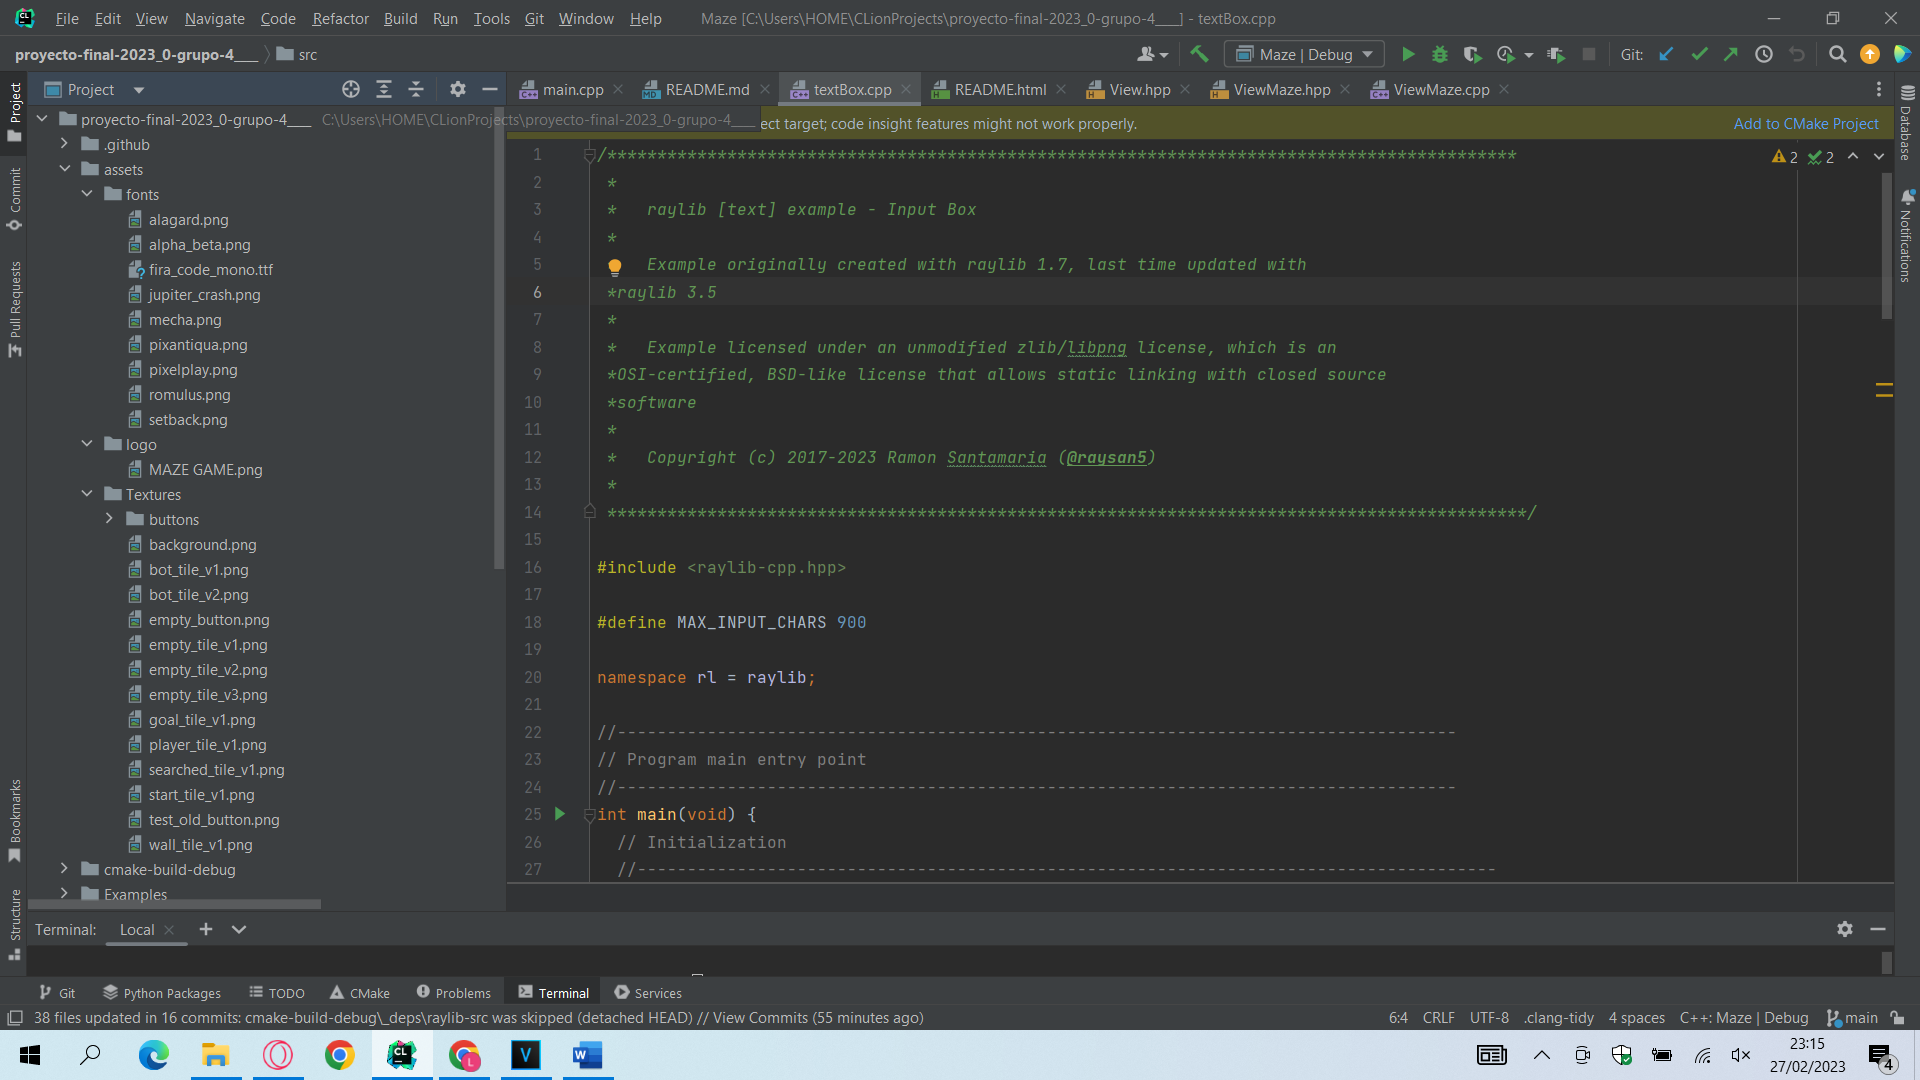 File Edit View Navigate Code Refactor Build Run Tools Git Window Help Maze [C:\Users\HOME\CLionProjects\proyecto-final-2023_0-grupo-4___] - textBox.cpp
proyecto-final-2023_0-grupo-4___ src Maze | Debug Git:
Project
main.cpp README.md textBox.cpp README.html View.hpp ViewMaze.hpp ViewMaze.cpp
proyecto-final-2023_0-grupo-4___ C:\Users\HOME\CLionProjects\proyecto-final-2023_0-grupo-4___
ect target; code insight features might not work properly. Add to CMake Project
.github
assets
fonts
alagard.png
alpha_beta.png
fira_code_mono.ttf
jupiter_crash.png
mecha.png
pixantiqua.png
pixelplay.png
romulus.png
setback.png
logo
MAZE GAME.png
Textures
buttons
background.png
bot_tile_v1.png
bot_tile_v2.png
empty_button.png
empty_tile_v1.png
empty_tile_v2.png
empty_tile_v3.png
goal_tile_v1.png
player_tile_v1.png
searched_tile_v1.png
start_tile_v1.png
test_old_button.png
wall_tile_v1.png
cmake-build-debug
Examples
Project
Commit
Pull Requests
Bookmarks
Structure
1 /*******************************************************************************************
2 *
3 * raylib [text] example - Input Box
4 *
5 Example originally created with raylib 1.7, last time updated with
6 *raylib 3.5
7 *
8 * Example licensed under an unmodified zlib/libpng license, which is an
9 *OSI-certified, BSD-like license that allows static linking with closed source
10 *software
11 *
12 * Copyright (c) 2017-2023 Ramon Santamaria (@raysan5)
13 *
14 ********************************************************************************************/
15
16 #include <raylib-cpp.hpp>
17
18 #define MAX_INPUT_CHARS 900
19
20 namespace rl = raylib;
21
22 //------------------------------------------------------------------------------------
23 // Program main entry point
24 //------------------------------------------------------------------------------------
25 int main(void) {
26 // Initialization
27 //--------------------------------------------------------------------------------------
2 2
Database
Notifications
Terminal: Local
Git Python Packages TODO CMake Problems Terminal Services
38 files updated in 16 commits: cmake-build-debug\_deps\raylib-src was skipped (detached HEAD) // View Commits (55 minutes ago) 6:4 CRLF UTF-8 .clang-tidy 4 spaces C++: Maze | Debug main
23:15
27/02/2023
4